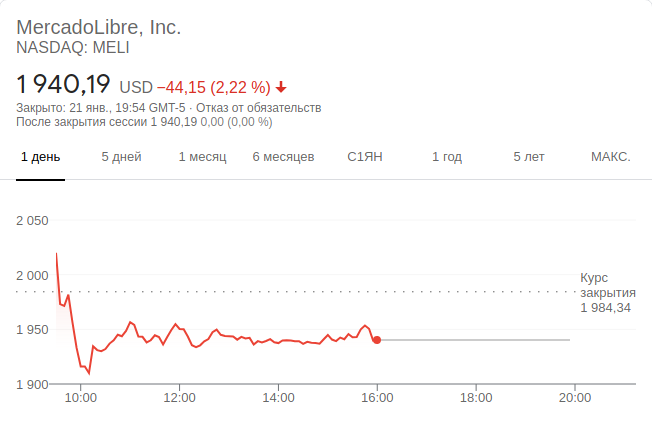 MercadoLibre, Inc.
NASDAQ: MELI
1 940,19 USD −44,15 (2,22 %)
Закрыто: 21 янв., 19:54 GMT-5 · Отказ от обязательств
После закрытия сессии 1 940,19 0,00 (0,00 %)
1 день 5 дней 1 месяц 6 месяцев С1ЯН 1 год 5 лет МАКС.
2 050
2 000
Курс
закрытия
1 984,34
1 950
1 900
10:00 12:00 14:00 16:00 18:00 20:00